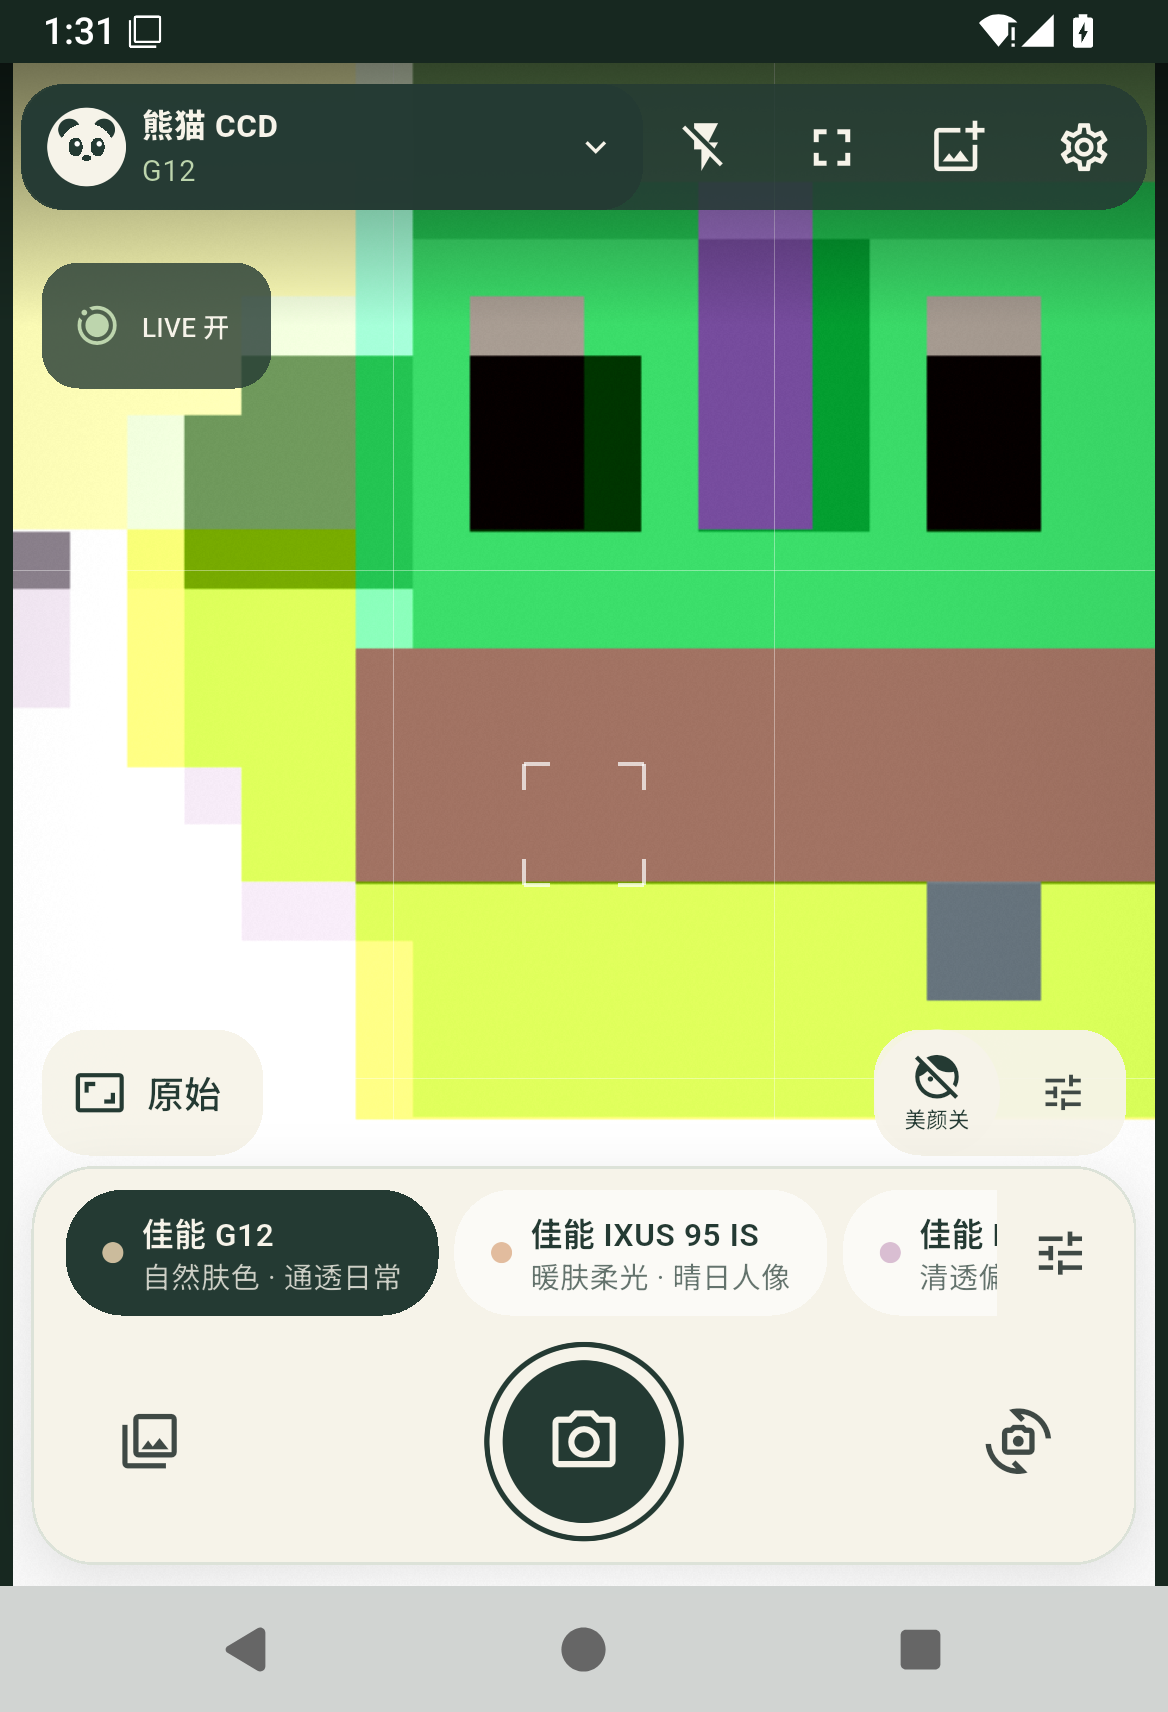 1:31
熊猫 CCD
G12
LIVE 开
原始
美颜关
佳能 G12
自然肤色 · 通透日常
佳能 IXUS 95 IS
暖肤柔光 · 晴日人像
佳能
清透偏